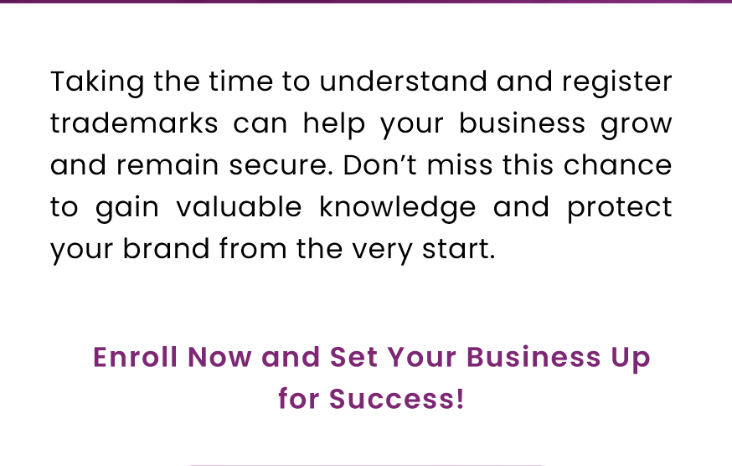 Taking the time to understand and register
trademarks can help your business grow
and remain secure. Don’t miss this chance
to gain valuable knowledge and protect
your brand from the very start.
Enroll Now and Set Your Business Up
for Success!